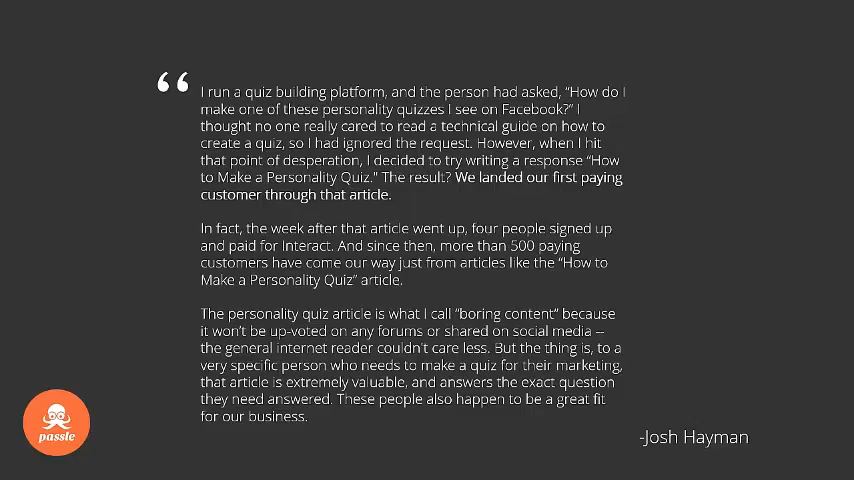 “
I run a quiz building platform, and the person had asked, “How do I
make one of these personality quizzes I see on Facebook?” I
thought no one really cared to read a technical guide on how to
create a quiz, so I had ignored the request. However, when I hit
that point of desperation, I decided to try writing a response “How
to Make a Personality Quiz.” The result? We landed our first paying
customer through that article.
In fact, the week after that article went up, four people signed up
and paid for Interact. And since then, more than 500 paying
customers have come our way just from articles like the “How to
Make a Personality Quiz” article.
The personality quiz article is what I call “boring content” because
it won’t be up-voted on any forums or shared on social media –
the general internet reader couldn’t care less. But the thing is, to a
very specific person who needs to make a quiz for their marketing,
that article is extremely valuable, and answers the exact question
they need answered. These people also happen to be a great fit
for our business.
passle
-Josh Hayman